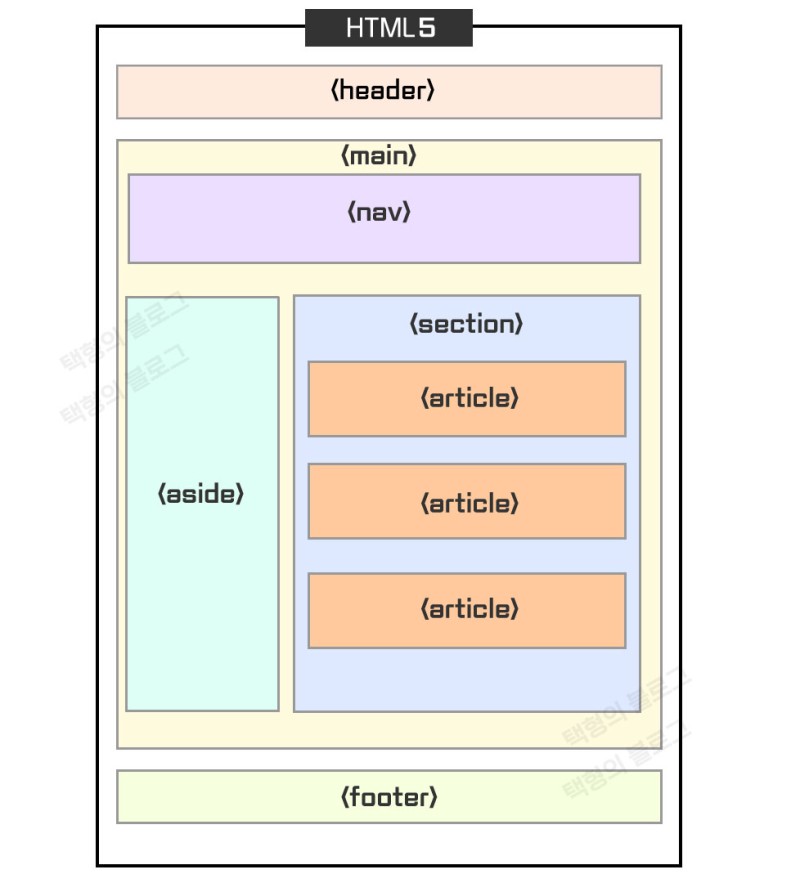 HTML5
⟨header⟩
⟨main⟩
⟨nav⟩
⟨section⟩
⟨article⟩
⟨aside⟩
⟨article⟩
⟨article⟩
⟨footer⟩
택형의 블로그
택형의 블로그
택형의 블로그
택형의 블로그